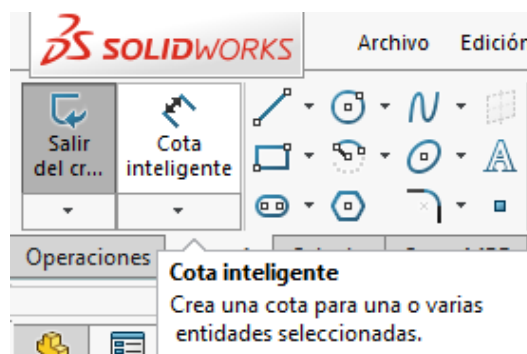 SOLIDWORKS
Archivo Edición
Salir
del cr...
Cota
inteligente
Operaciones
Cota inteligente
Crea una cota para una o varias
entidades seleccionadas.